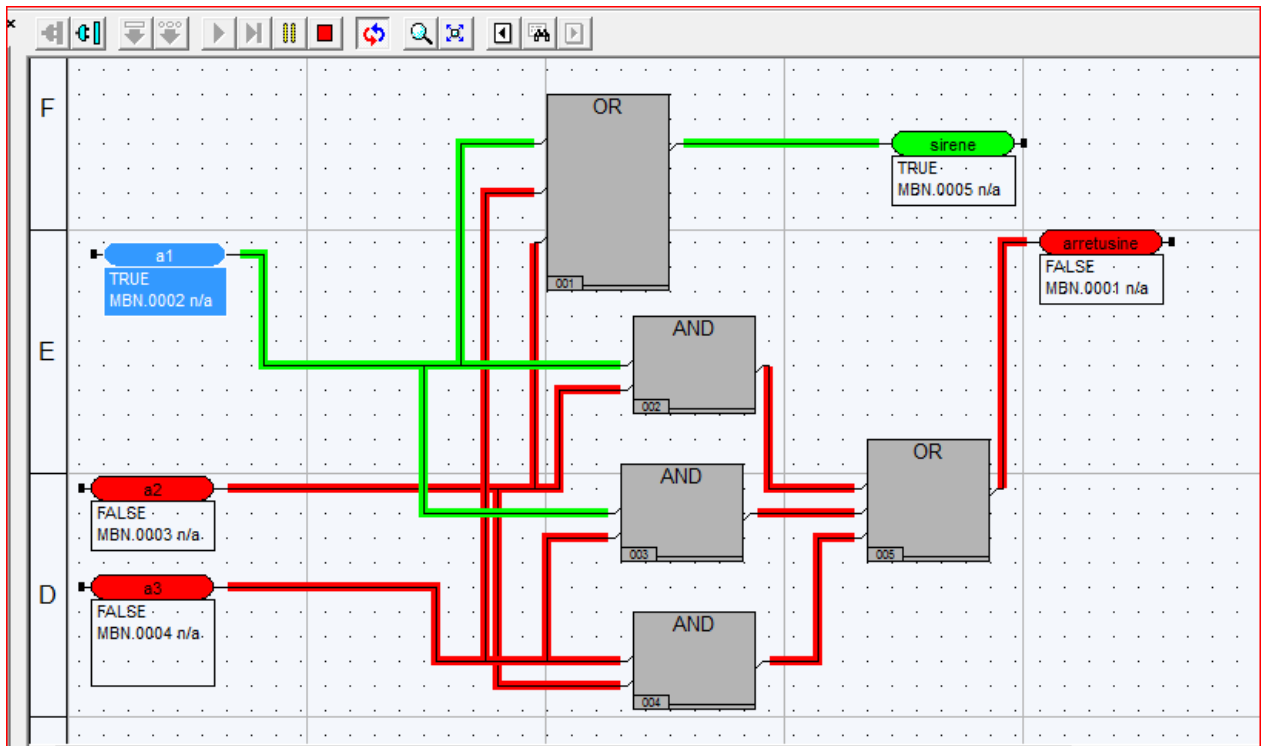 F
OR
sirene
TRUE
MBN.0005 n/a
E
a1
TRUE
MBN.0002 n/a
arretusine
FALSE
MBN.0001 n/a
001
AND
002
OR
D
a2
FALSE
MBN.0003 n/a
AND
003
005
a3
FALSE
MBN.0004 n/a
AND
004